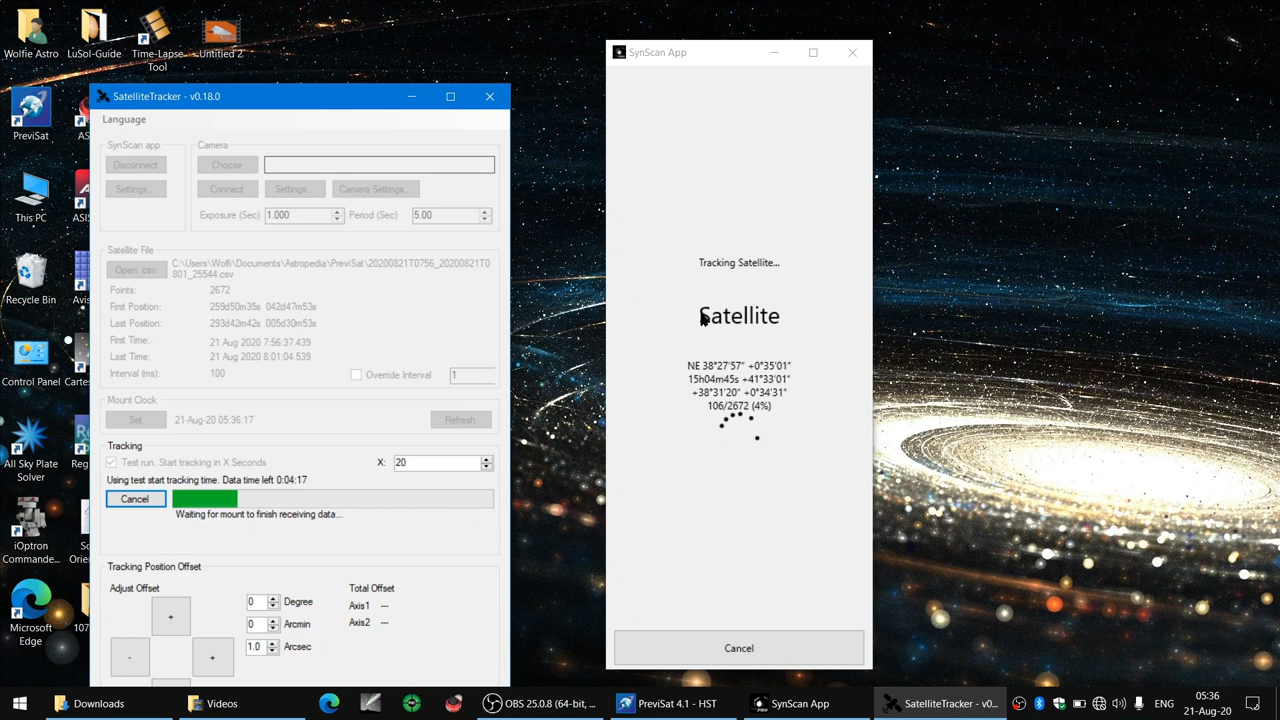 Wolfie Astro
LuSol-Guide
Time-Lapse
Tool
Untitled 2
PreviSat
This PC
Recycle Bin
Control Panel
All Sky Plate
Solver
iOptron
Commande...
Microsoft
Edge
SatelliteTracker - v0.18.0
Language
SynScan app
Disconnect
Settings...
Camera
Choose
Connect
Settings...
Camera Settings...
Exposure (Sec)
1.000
Period (Sec)
5.00
Satellite File
Open .csv
C:\Users\Wolfi\Documents\Astropedia\PreviSat\20200821T0756_20200821T0
801_25544.csv
Points:
2672
First Position:
259d50m35s 042d47m53s
Last Position:
293d42m42s 005d30m53s
First Time:
21 Aug 2020 7:56:37.439
Last Time:
21 Aug 2020 8:01:04.539
Interval (ms):
100
Override Interval
1
Mount Clock
Set
21-Aug-20 05:36:17
Refresh
Tracking
Test run. Start tracking in X Seconds
X:
20
Using test start tracking time. Data time left 0:04:17
Cancel
Waiting for mount to finish receiving data...
Tracking Position Offset
Adjust Offset
Total Offset
+
-
+
0
Degree
0
Arcmin
1.0
Arcsec
Axis1 ---
Axis2 ---
SynScan App
Tracking Satellite...
Satellite
NE 38°27'57" +0°35'01"
15h04m45s +41°33'01"
+38°31'20" +0°34'31"
106/2672 (4%)
Cancel
Downloads
Videos
OBS 25.0.8 (64-bit, ...
PreviSat 4.1 - HST
SynScan App
SatelliteTracker - v0...
ENG
05:36
21-Aug-20